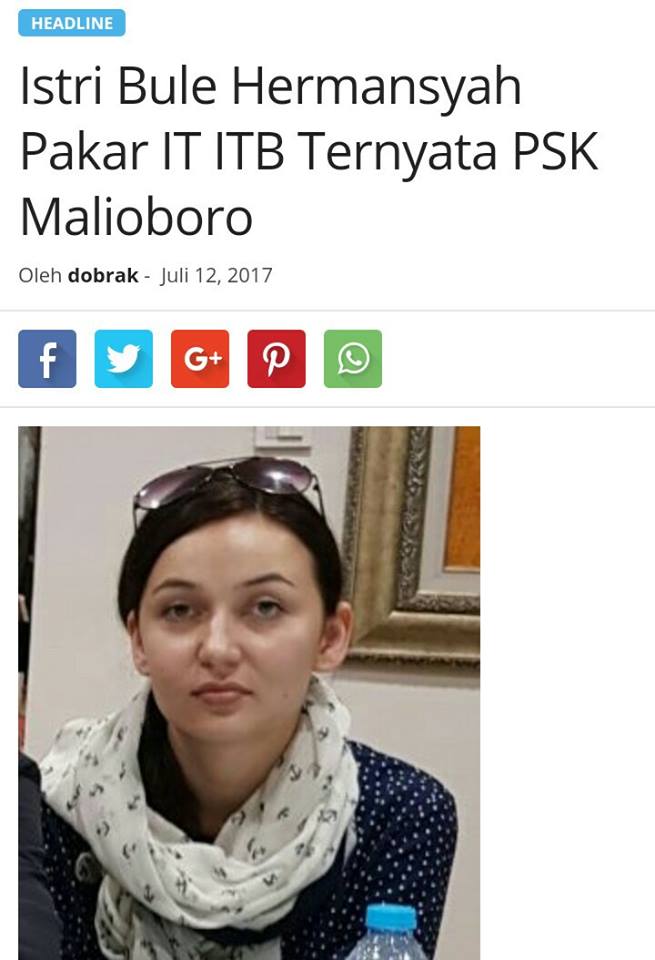 HEADLINE
Istri Bule Hermansyah
Pakar IT ITB Ternyata PSK
Malioboro
Oleh dobrak - Juli 12, 2017
f
G+